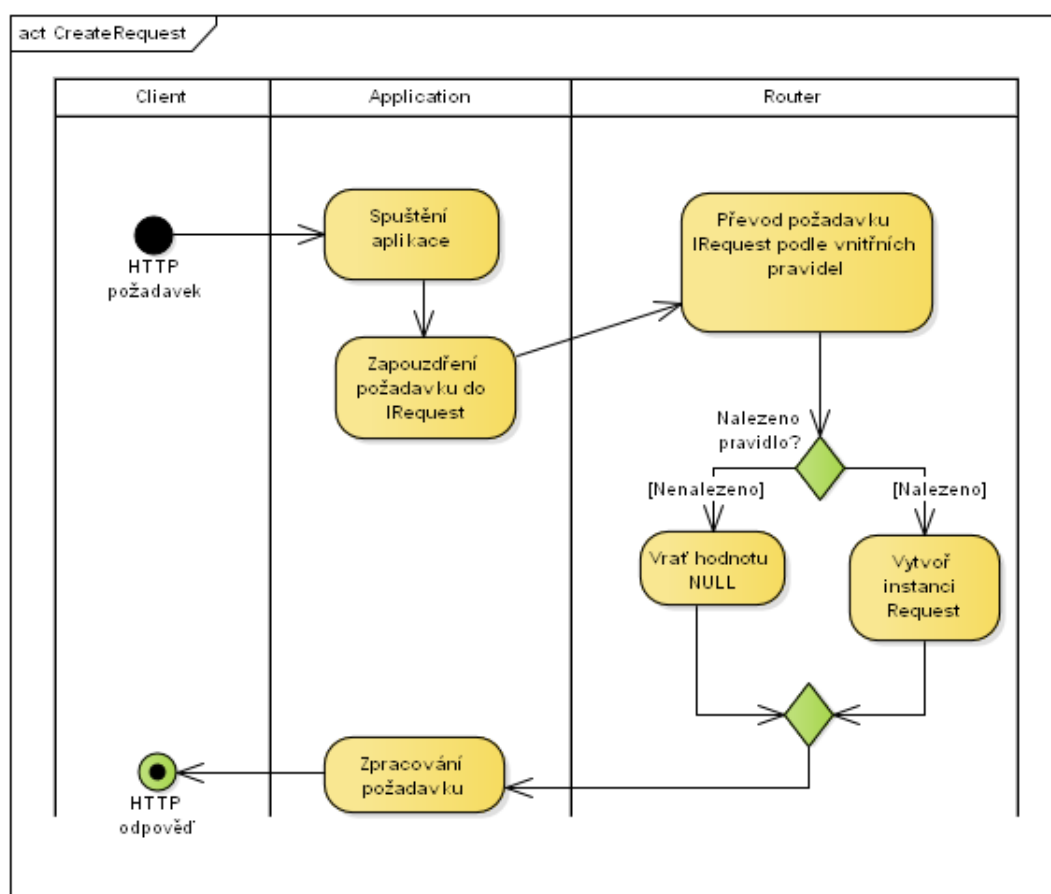 act CreateRequest
Client
Application
Router
HTTP
požadavek
Spuštění
aplikace
Zapouzdření
požadavku do
IRequest
Převod požadavku
IRequest podle vnitřních
pravidel
Nalezeno
pravidlo?
[Nenalezeno]
[Nalezeno]
Vrať hodnotu
NULL
Vytvoř
instanci
Request
Zpracování
požadavku
HTTP
odpověď